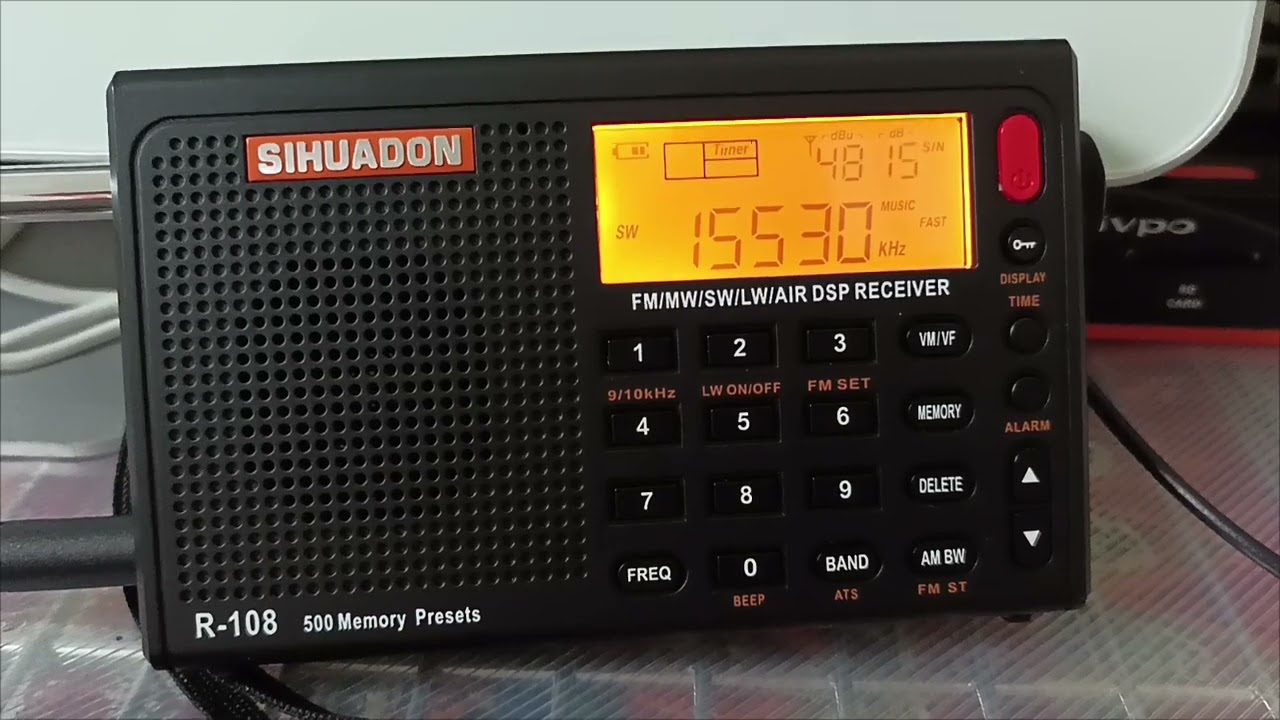 SIHUADON
Timer
dBu dB
48 15 S/N
MUSIC
SW 15530 FAST
KHz
FM/MW/SW/LW/AIR DSP RECEIVER
DISPLAY
TIME
1 2 3 VM/VF
9/10kHz LW ON/OFF FM SET
4 5 6 MEMORY
ALARM
7 8 9 DELETE
FREQ 0 BAND AM BW
BEEP ATS FM ST
R-108 500 Memory Presets
ivpo